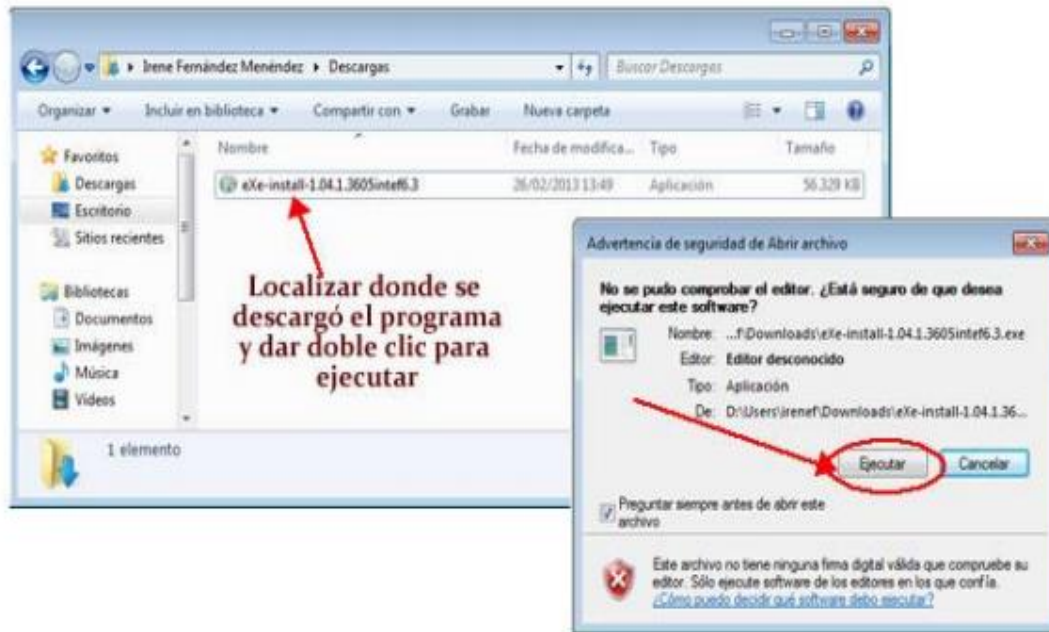 Irene Fernández Menéndez ▸ Descargas
Buscar Descargas
Organizar Incluir en biblioteca Compartir con Grabar Nueva carpeta
Favoritos
Descargas
Escritorio
Sitios recientes
Bibliotecas
Documentos
Imágenes
Música
Vídeos
Nombre Fecha de modifica... Tipo Tamaño
eXe-install-1.04.1.3605intef6.3 26/02/2013 13:49 Aplicación 56.329 KB
Localizar donde se
descargó el programa
y dar doble clic para
ejecutar
1 elemento
Advertencia de seguridad de Abrir archivo
No se pudo comprobar el editor. ¿Está seguro de que desea
ejecutar este software?
Nombre: ...f\Downloads\eXe-install-1.04.1.3605intef6.3.exe
Editor: Editor desconocido
Tipo: Aplicación
De: D:\Users\irenef\Downloads\eXe-install-1.04.1.36...
Ejecutar Cancelar
Preguntar siempre antes de abrir este
archivo
Este archivo no tiene ninguna firma digital válida que compruebe su
editor. Sólo ejecute software de los editores en los que confía.
¿Cómo puedo decidir qué software debo ejecutar?